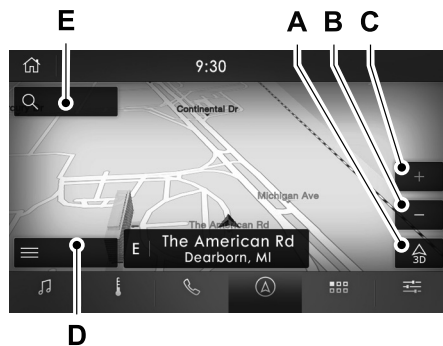 E
A B C
9:30
Continental Dr
+
Michigan Ave
−
The American Rd
E The American Rd
Dearborn, MI
3D
D